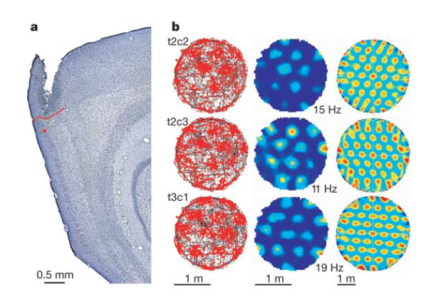 a
b
t2c2
15 Hz
t2c3
11 Hz
t3c1
19 Hz
0.5 mm
1 m
1 m
1 m